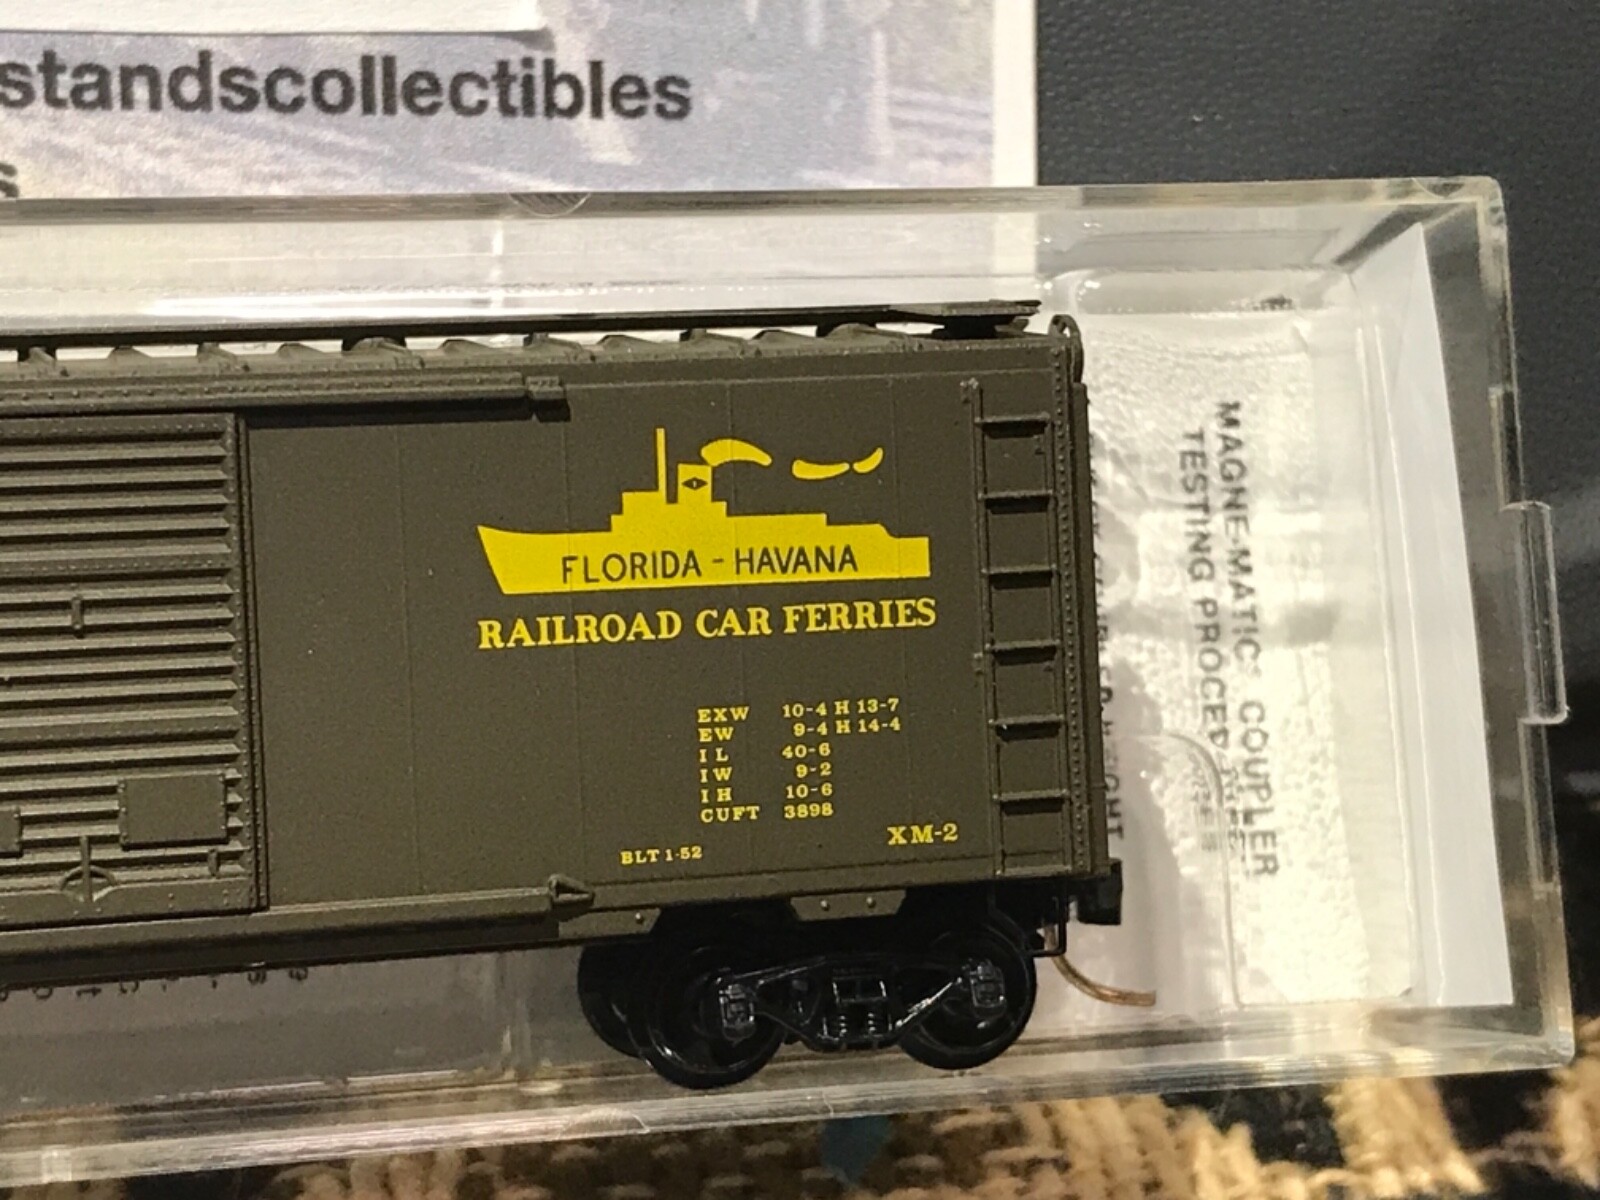 standscollectibles
s
FLORIDA - HAVANA
RAILROAD CAR FERRIES
EXW 10-4 H 13-7
EW 9-4 H 14-4
IL 40-6
IW 9-2
IH 10-6
CUFT 3898
BLT 1-52
XM-2
MAGNE-MATIC COUPLER
TESTING